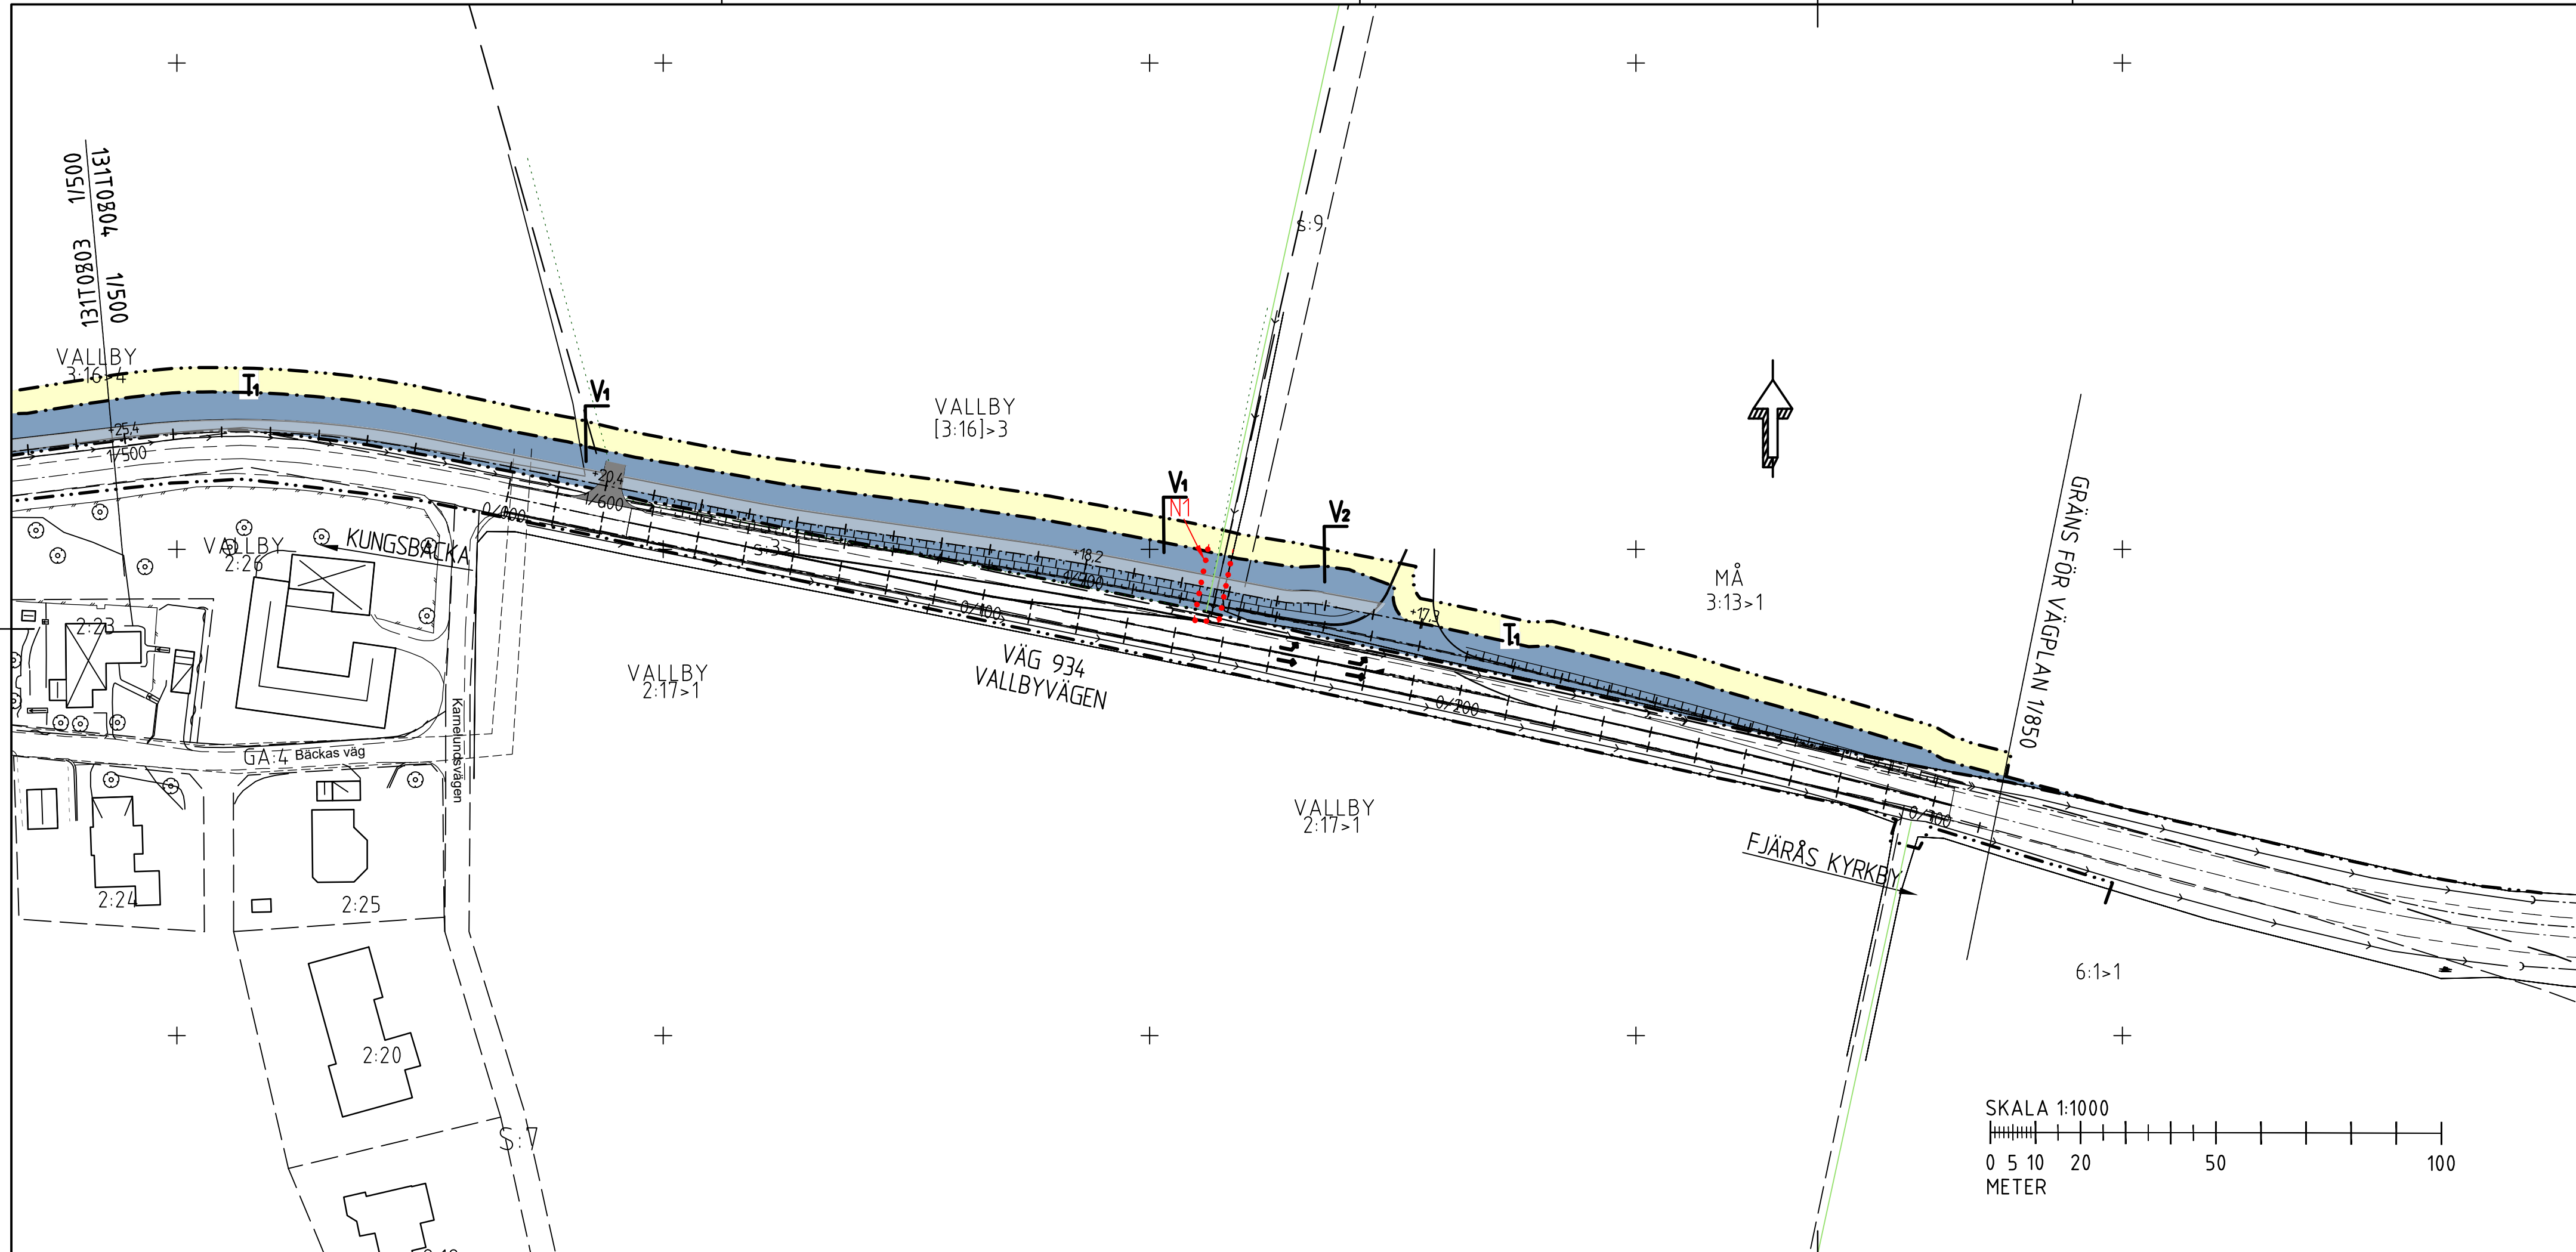 131T0803 1/500
131T0804 1/500
VALLBY
3:16>4
T1
+25,4
1/500
V1
+20,4
1/600
VALLBY
[3:16]>3
s:9
V1
N1
V2
+18,2
1/700
+17,3
T1
MÅ
3:13>1
GRÄNS FÖR VÄGPLAN 1/850
KUNGSBACKA
VALLBY
2:26
0/000
s:3>1
0/100
VÄG 934
VALLBYVÄGEN
0/200
0/300
2:23
VALLBY
2:17>1
GA:4
Bäckas väg
Kamelundsvägen
VALLBY
2:17>1
FJÄRÅS KYRKBY
2:24
2:25
6:1>1
2:20
S:7
SKALA 1:1000
0 5 10 20 50 100
METER